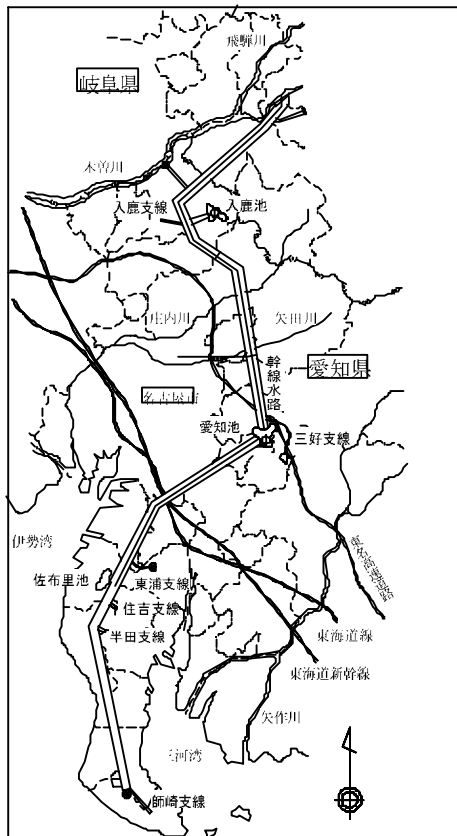 飛騨川
岐阜県
木曽川
入鹿支線
入鹿池
庄内川
矢田川
幹線水路
愛知県
名古屋市
愛知池
三好支線
伊勢湾
東名高速道路
佐布里池
東浦支線
住吉支線
半田支線
東海道線
東海道新幹線
矢作川
三河湾
師崎支線